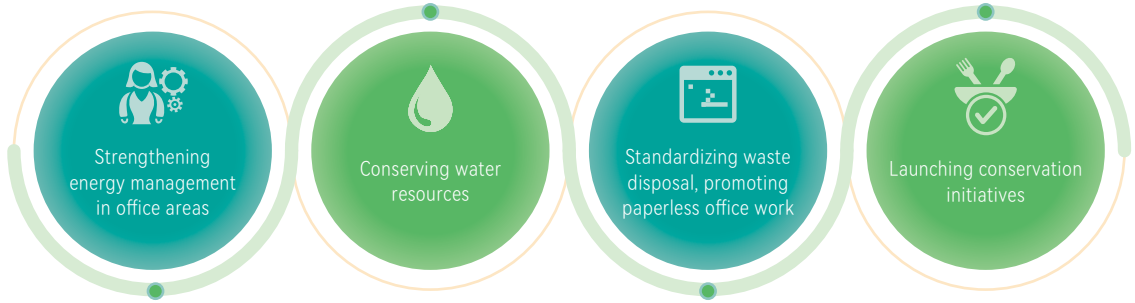 Strengthening
energy management
in office areas
Conserving water
resources
Standardizing waste
disposal, promoting
paperless office work
Launching conservation
initiatives